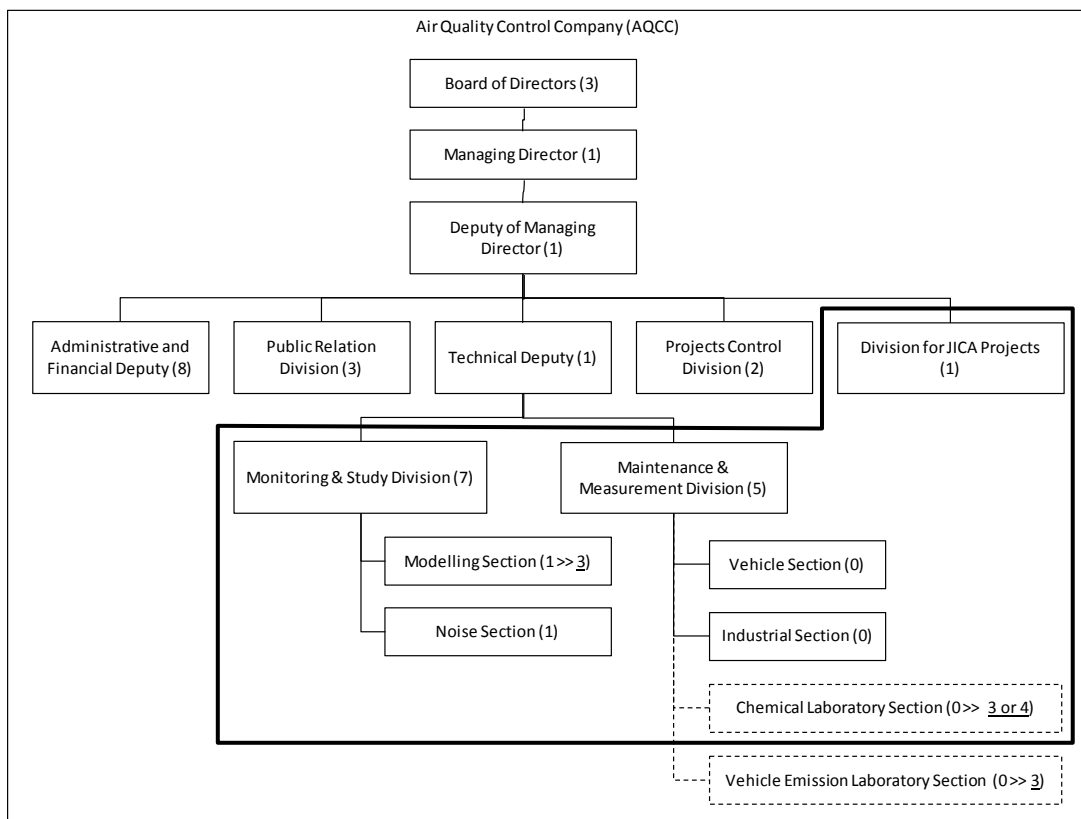 Air Quality Control Company (AQCC)
Board of Directors (3)
Managing Director (1)
Deputy of Managing
Director (1)
Administrative and
Financial Deputy (8)
Public Relation
Division (3)
Technical Deputy (1)
Projects Control
Division (2)
Division for JICA Projects
(1)
Monitoring & Study Division (7)
Maintenance &
Measurement Division (5)
Modelling Section (1 >> 3)
Vehicle Section (0)
Noise Section (1)
Industrial Section (0)
Chemical Laboratory Section (0 >> 3 or 4)
Vehicle Emission Laboratory Section (0 >> 3)